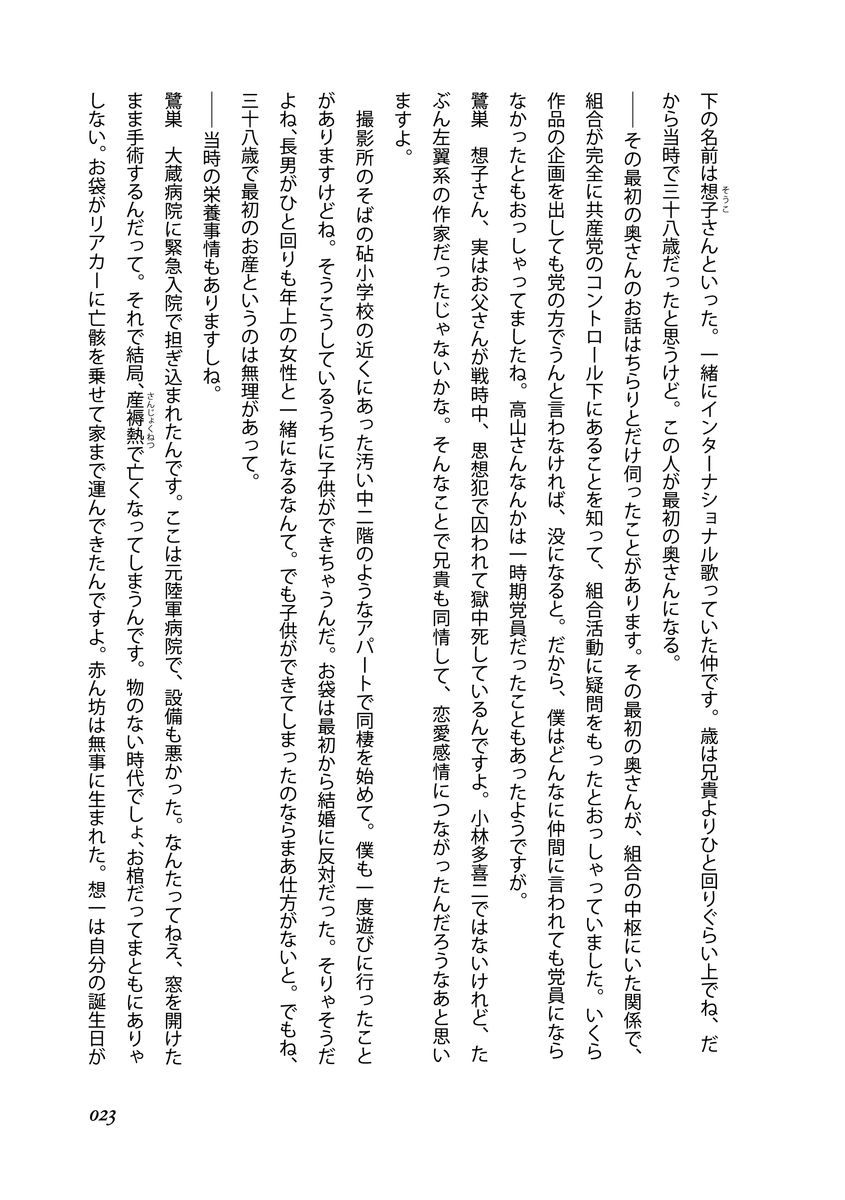 下の名前は想子さんといった。一緒にインターナショナル歌っていた仲です。歳は兄貴よりひと回りぐらい上でね、だ
そうこ
から当時で三十八歳だったと思うけど。この人が最初の奥さんになる。
――その最初の奥さんのお話はちらりとだけ伺ったことがあります。その最初の奥さんが、組合の中枢にいた関係で、
組合が完全に共産党のコントロール下にあることを知って、組合活動に疑問をもったとおっしゃっていました。いくら
作品の企画を出しても党の方でうんと言わなければ、没になると。だから、僕はどんなに仲間に言われても党員になら
なかったともおっしゃってましたね。高山さんなんかは一時期党員だったこともあったようですが。
鷺巣　想子さん、実はお父さんが戦時中、思想犯で囚われて獄中死しているんですよ。小林多喜二ではないけれど、た
ぶん左翼系の作家だったじゃないかな。そんなことで兄貴も同情して、恋愛感情につながったんだろうなあと思い
ますよ。
　撮影所のそばの砧小学校の近くにあった汚い中二階のようなアパートで同棲を始めて。僕も一度遊びに行ったこと
がありますけどね。そうこうしているうちに子供ができちゃうんだ。お袋は最初から結婚に反対だった。そりゃそうだ
よね、長男がひと回りも年上の女性と一緒になるなんて。でも子供ができてしまったのならまあ仕方がないと。でもね、
三十八歳で最初のお産というのは無理があって。
――当時の栄養事情もありますしね。
鷺巣　大蔵病院に緊急入院で担ぎ込まれたんです。ここは元陸軍病院で、設備も悪かった。なんたってねえ、窓を開けた
まま手術するんだって。それで結局、産褥熱で亡くなってしまうんです。物のない時代でしょ、お棺だってまともにありゃ
さんじょくねつ
しない。お袋がリアカーに亡骸を乗せて家まで運んできたんですよ。赤ん坊は無事に生まれた。想一は自分の誕生日が
023